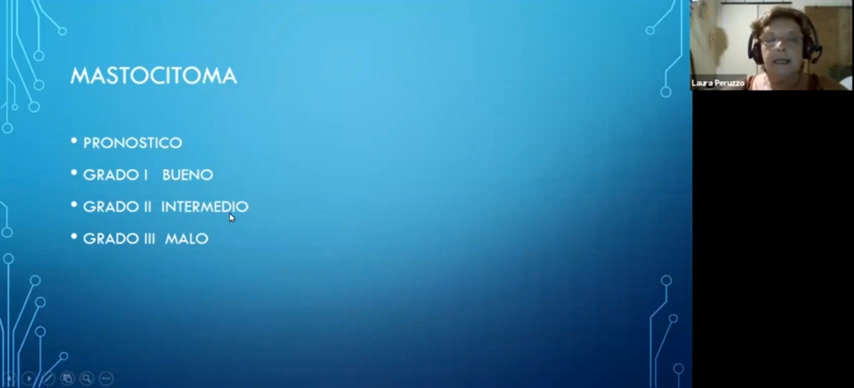 MASTOCITOMA
• PRONOSTICO
• GRADO I BUENO
• GRADO II INTERMEDIO
• GRADO III MALO
Laura Peruzzo